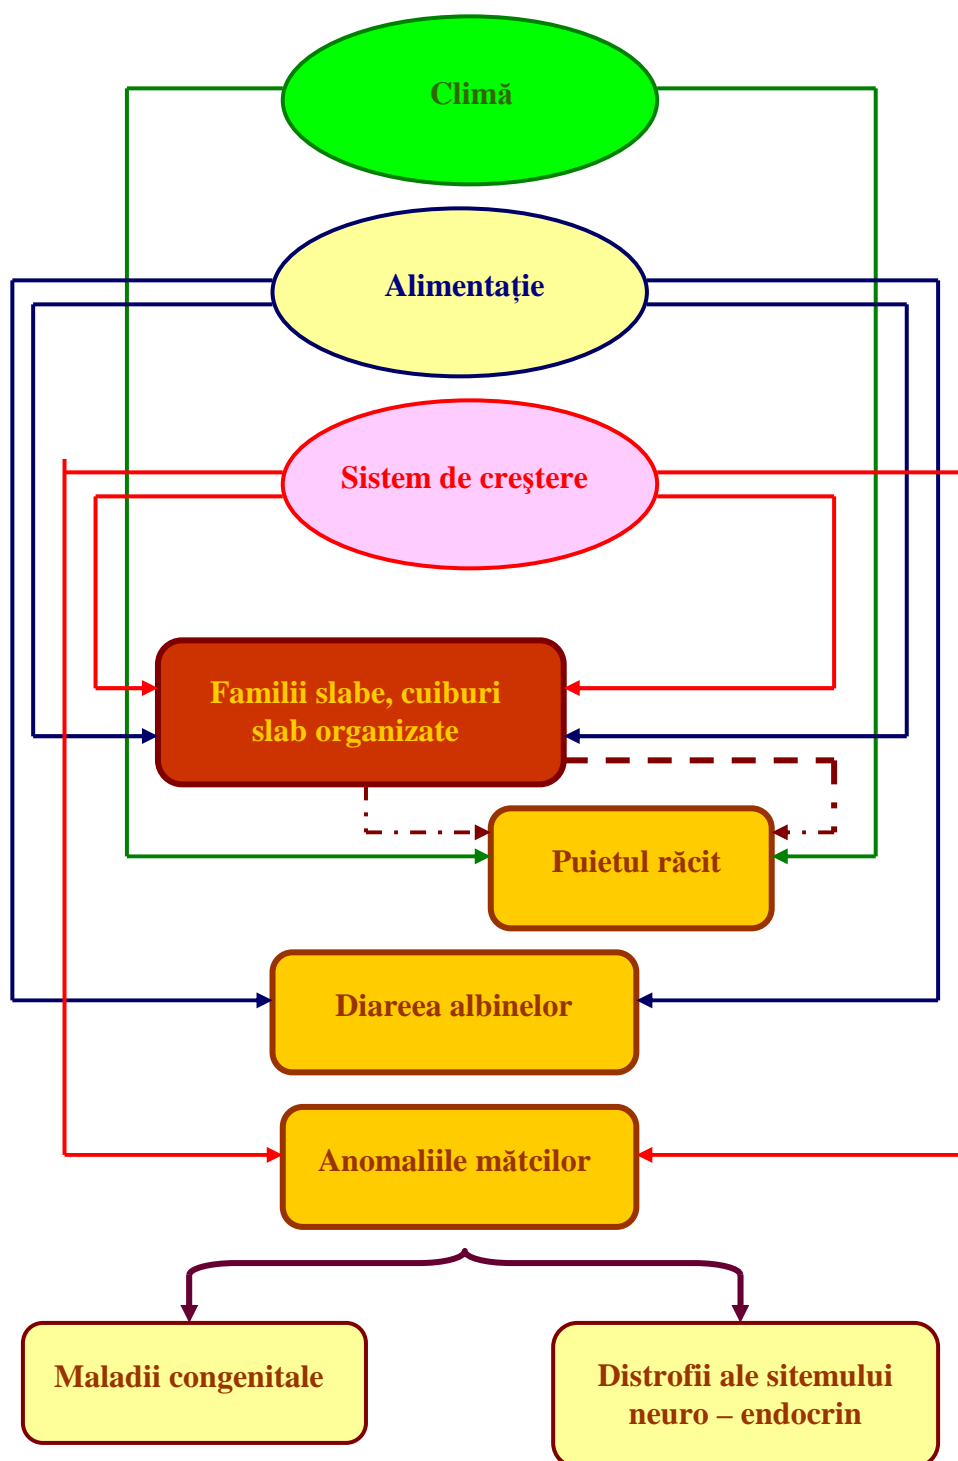 Climă
Alimentație
Sistem de creştere
Familii slabe, cuiburi
slab organizate
Puietul răcit
Diareea albinelor
Anomaliile mătcilor
Maladii congenitale
Distrofii ale sitemului
neuro – endocrin